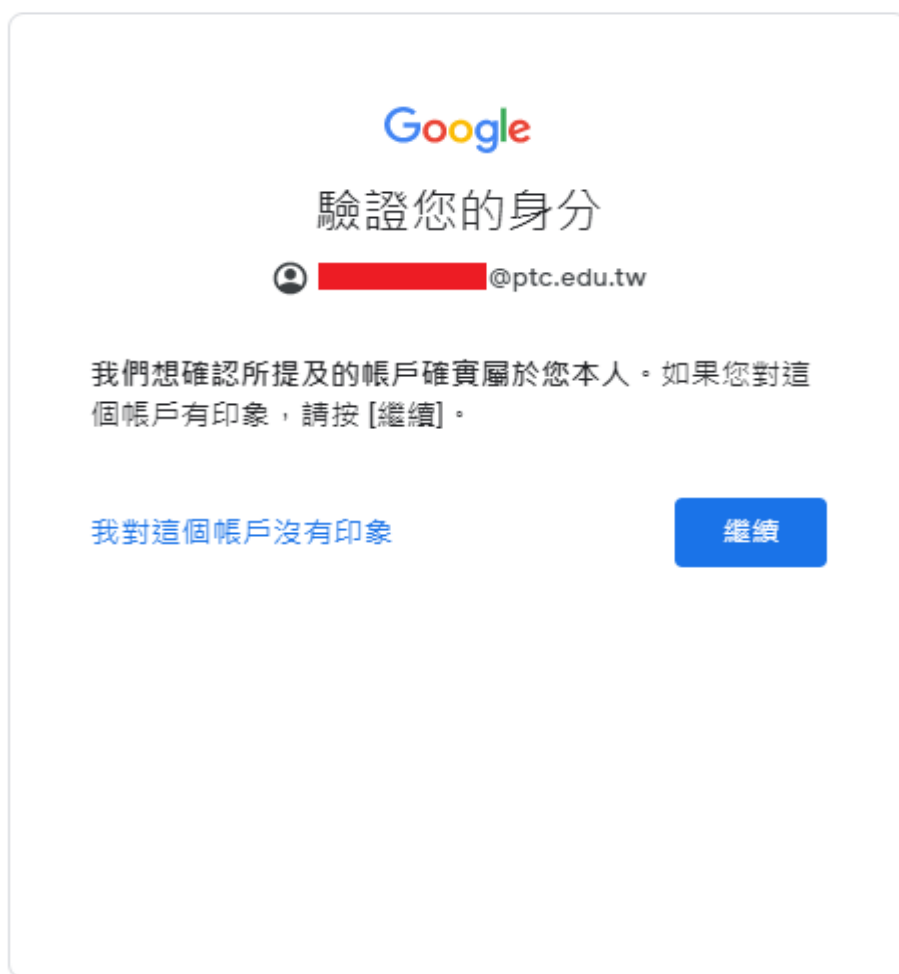 Google
驗證您的身分
@ptc.edu.tw
我們想確認所提及的帳戶確實屬於您本人。如果您對這
個帳戶有印象，請按 [繼續]。
我對這個帳戶沒有印象
繼續